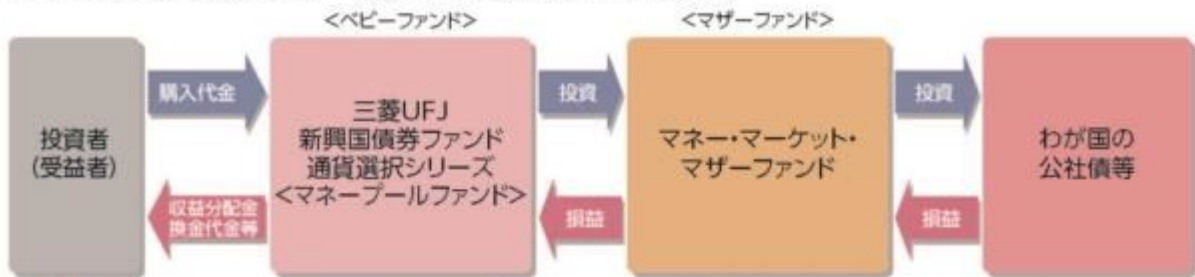 <ベビーファンド>
<マザーファンド>
投資者
(受益者)
購入代金
収益分配金
換金代金等
三菱UFJ
新興国債券ファンド
通貨選択シリーズ
<マネープールファンド>
投資
損益
マネー・マーケット・
マザーファンド
投資
損益
わが国の
公社債等